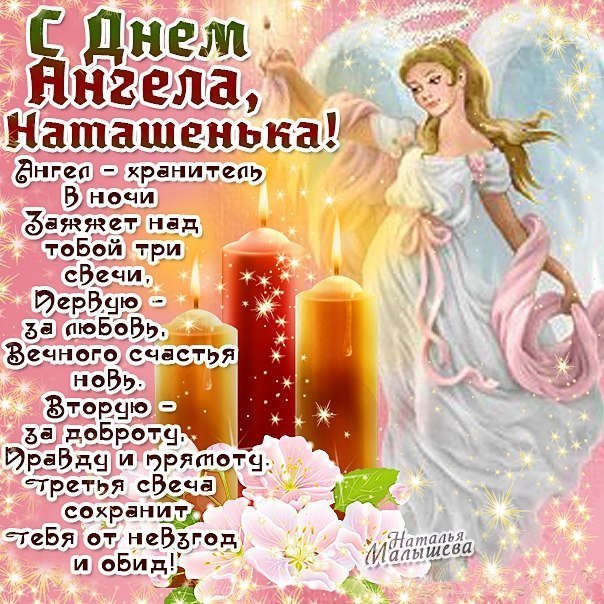 С Днем
Ангела,
Наташенька!
Ангел - хранитель
В ночи
Зажжет над
тобой три
свечи,
Первую -
за любовь,
Вечного счастья
новь.
Вторую -
за доброту,
Правду и прямоту.
Третья свеча
сохранит
тебя от невзгод
и обид!
Наталья
Малышева